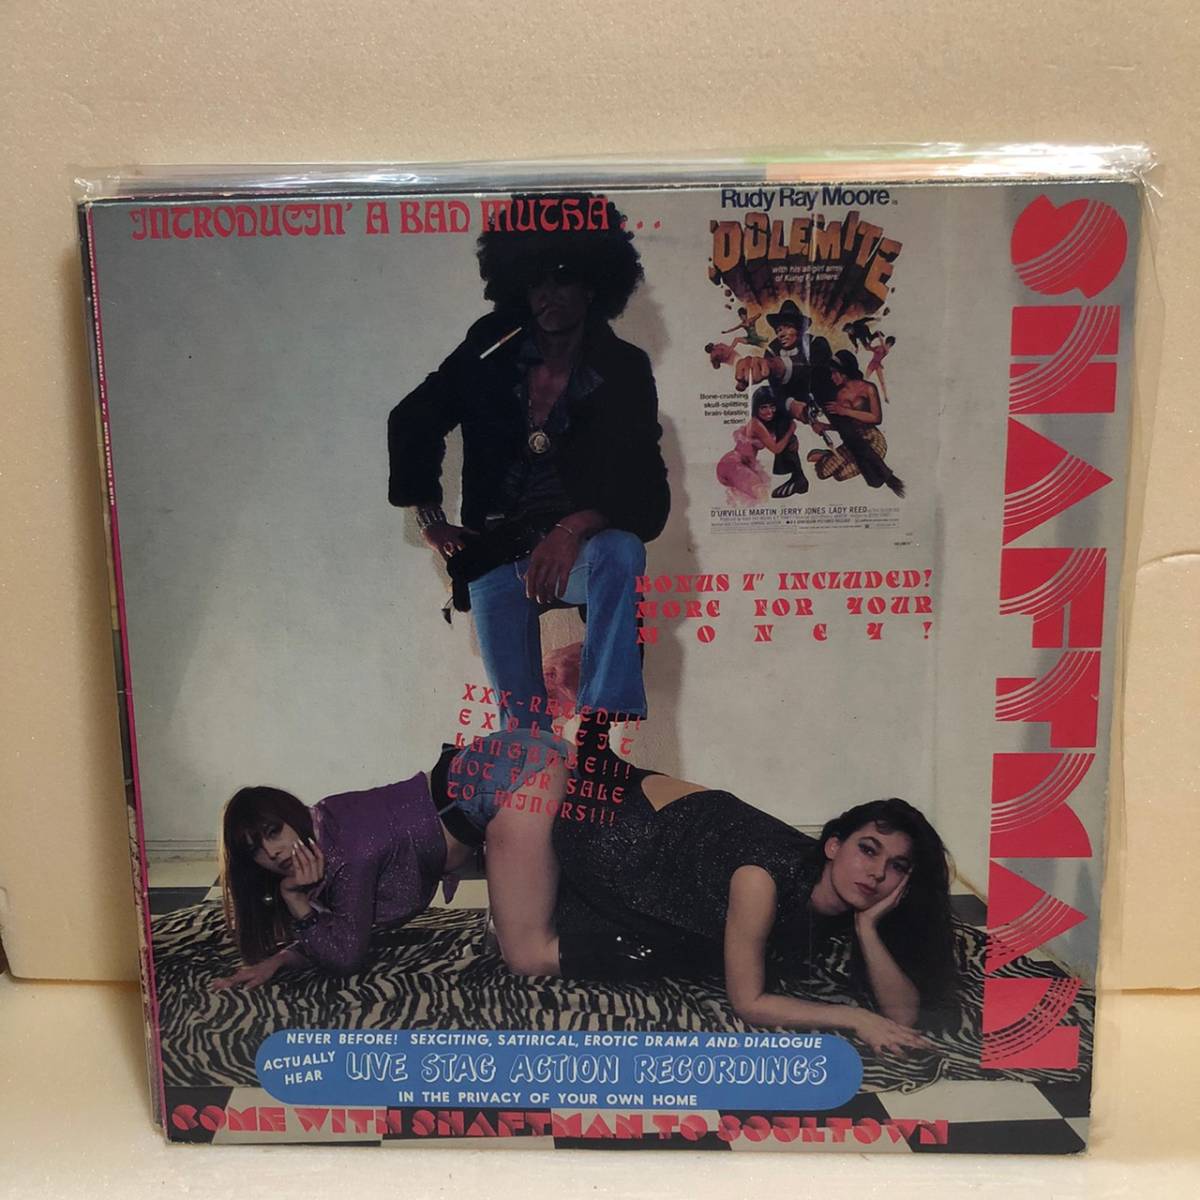 INTRODUCIN' A BAD MUTHA...
SHAFTMAN
Rudy Ray Moore is
"DOLEMITE"
with his all girl army
of Kung Fu killers!
Bone-crushing,
skull-splitting,
brain-blasting
action!
D'URVILLE MARTIN JERRY JONES LADY REED
BONUS 7" INCLUDED!
MORE FOR YOUR
MONEY!
XXX-RATED!!!
EXPLICIT
LANGUAGE!!!
NOT FOR SALE
TO MINORS!!!
NEVER BEFORE! SEXCITING, SATIRICAL, EROTIC DRAMA AND DIALOGUE
ACTUALLY
HEAR
LIVE STAG ACTION RECORDINGS
IN THE PRIVACY OF YOUR OWN HOME
COME WITH SHAFTMAN TO SOULTOWN